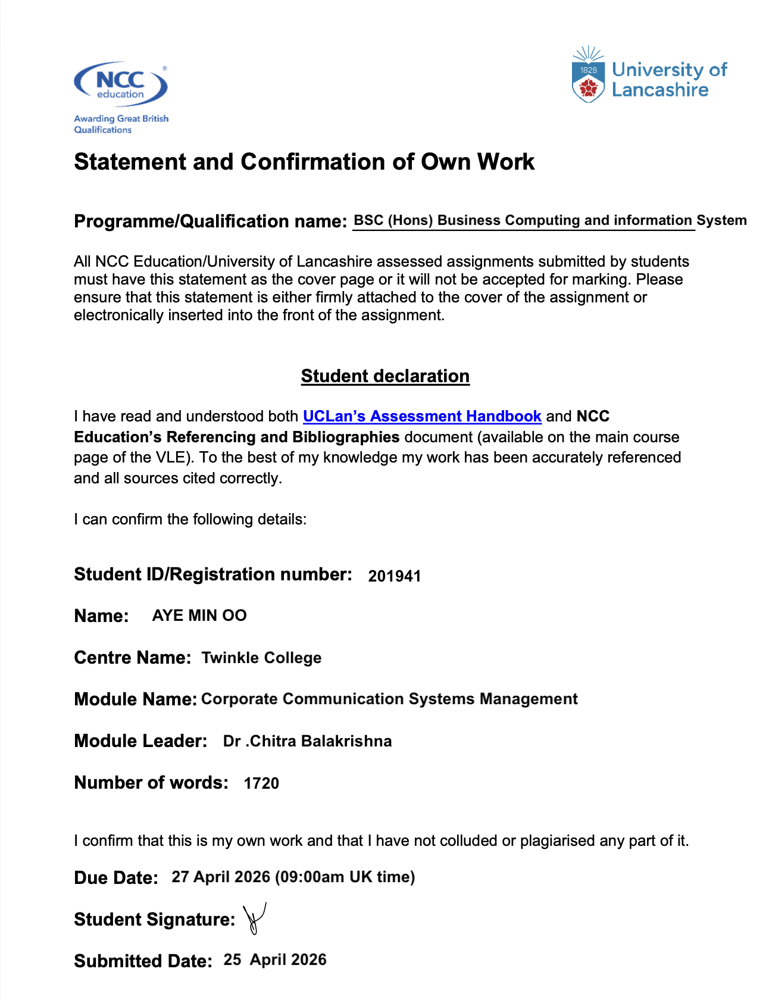 NCC
education
®
Awarding Great British
Qualifications
1828
University of
Lancashire
Statement and Confirmation of Own Work
Programme/Qualification name: BSC (Hons) Business Computing and information System
All NCC Education/University of Lancashire assessed assignments submitted by students
must have this statement as the cover page or it will not be accepted for marking. Please
ensure that this statement is either firmly attached to the cover of the assignment or
electronically inserted into the front of the assignment.
Student declaration
I have read and understood both UCLan’s Assessment Handbook and NCC
Education’s Referencing and Bibliographies document (available on the main course
page of the VLE). To the best of my knowledge my work has been accurately referenced
and all sources cited correctly.
I can confirm the following details:
Student ID/Registration number: 201941
Name: AYE MIN OO
Centre Name: Twinkle College
Module Name: Corporate Communication Systems Management
Module Leader: Dr .Chitra Balakrishna
Number of words: 1720
I confirm that this is my own work and that I have not colluded or plagiarised any part of it.
Due Date: 27 April 2026 (09:00am UK time)
Student Signature:
Submitted Date: 25 April 2026